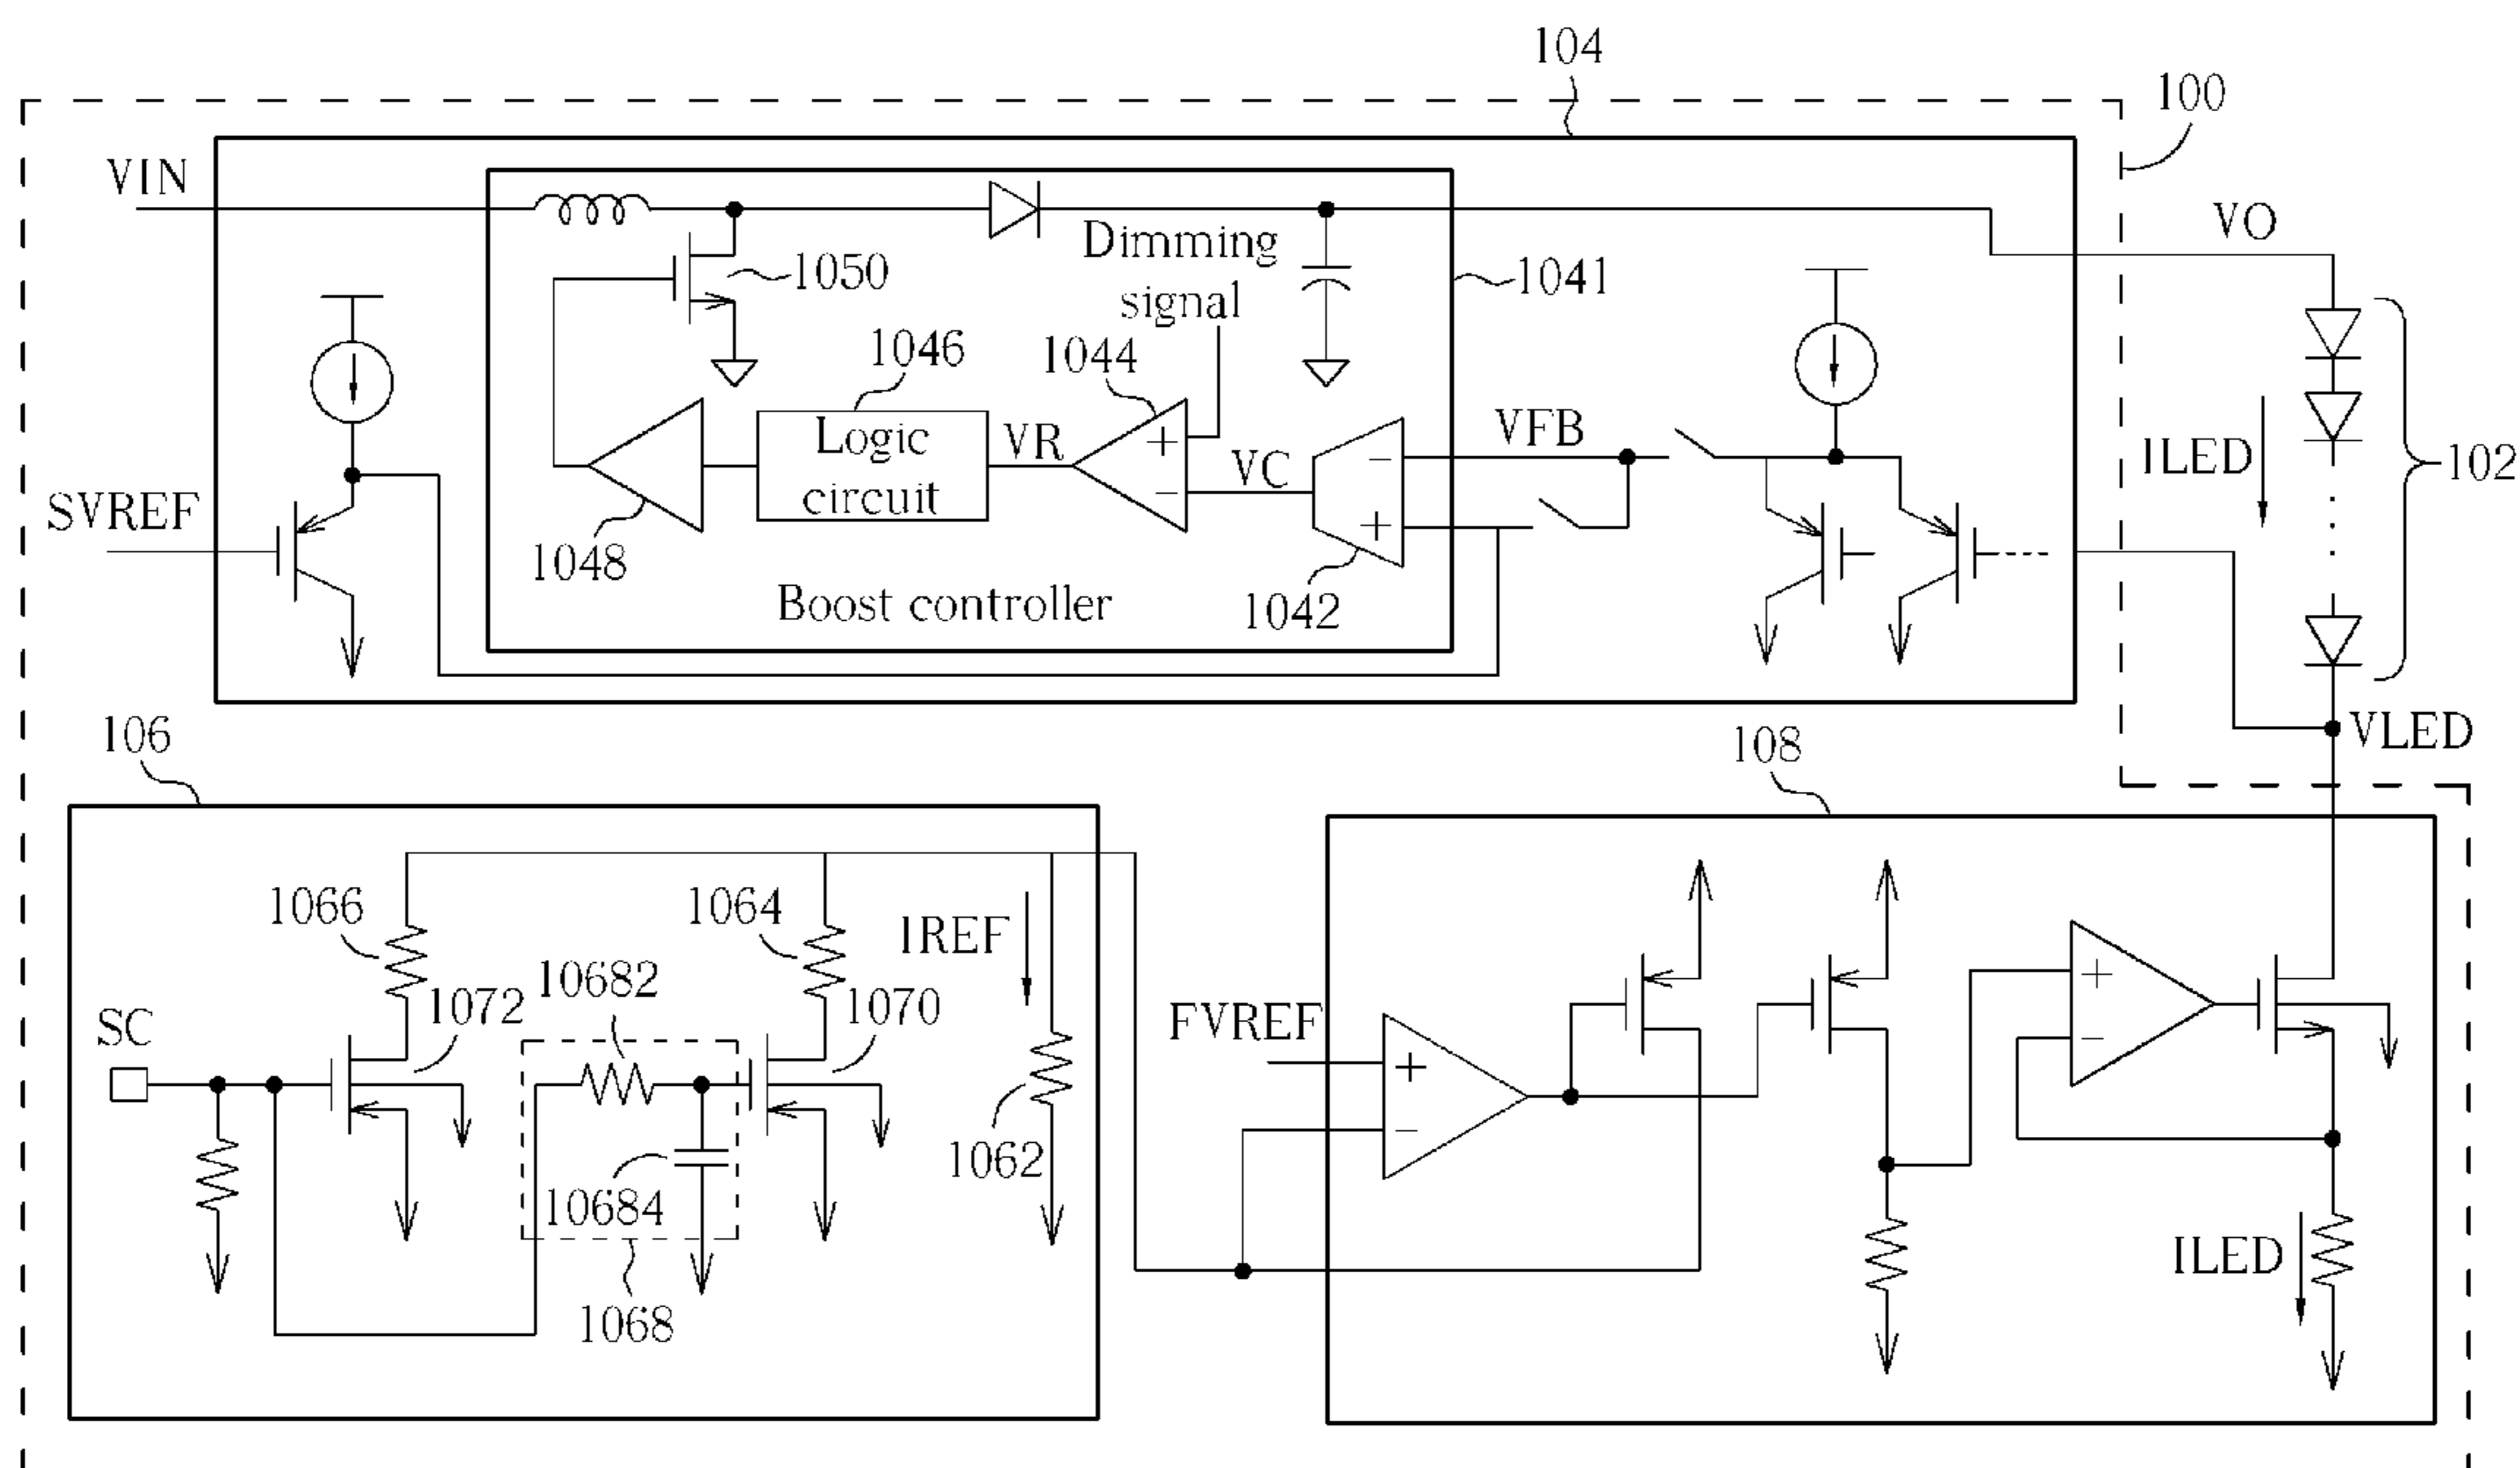 104
100
VIN
VO
Dimming
signal
1050
1041
1046
1044
Logic
circuit
VR
+
−
VC
−
+
VFB
ILED
102
SVREF
1048
Boost controller
1042
VLED
106
108
1066
1064
IREF
10682
1072
1070
SC
FVREF
+
−
+
−
1062
10684
1068
ILED